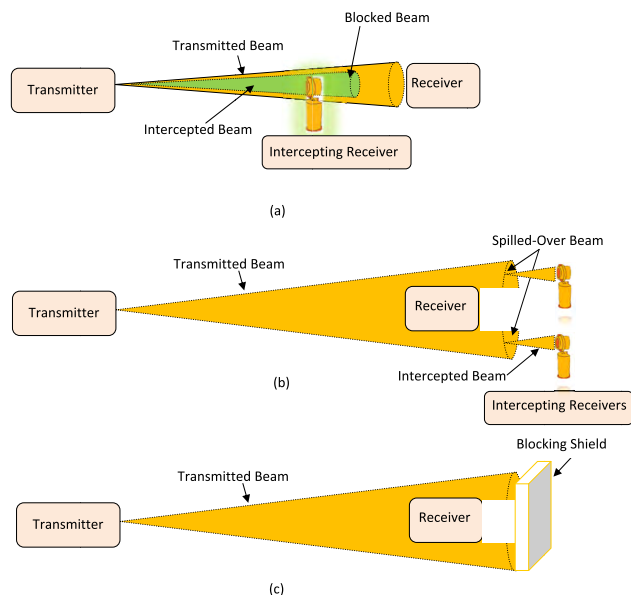 Blocked Beam
Transmitted Beam
Transmitter
Receiver
Intercepted Beam
Intercepting Receiver
(a)
Spilled-Over Beam
Transmitted Beam
Receiver
Transmitter
Intercepted Beam
(b)
Intercepting Receivers
Blocking Shield
Transmitted Beam
Receiver
Transmitter
(c)